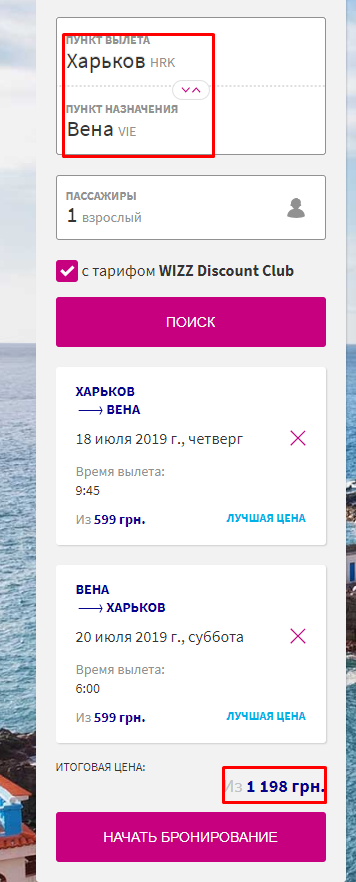 ПУНКТ ВЫЛЕТА
Харьков HRK
ПУНКТ НАЗНАЧЕНИЯ
Вена VIE
ПАССАЖИРЫ
1 взрослый
с тарифом WIZZ Discount Club
ПОИСК
ХАРЬКОВ
→ ВЕНА
18 июля 2019 г., четверг
Время вылета:
9:45
Из 599 грн. ЛУЧШАЯ ЦЕНА
ВЕНА
→ ХАРЬКОВ
20 июля 2019 г., суббота
Время вылета:
6:00
Из 599 грн. ЛУЧШАЯ ЦЕНА
ИТОГОВАЯ ЦЕНА:
Из 1 198 грн.
НАЧАТЬ БРОНИРОВАНИЕ